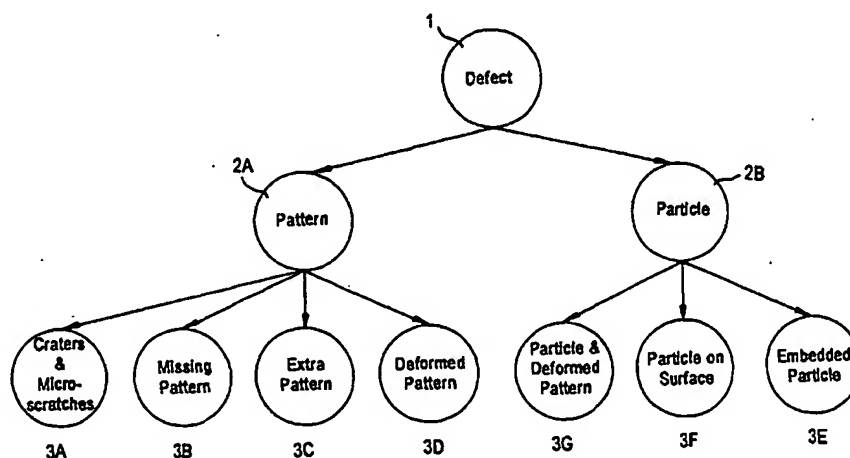 1
Defect
2A
2B
Pattern
Particle
Craters
&
Micro-
scratches
Missing
Pattern
Extra
Pattern
Deformed
Pattern
Particle &
Deformed
Pattern
Particle on
Surface
Embedded
Particle
3A
3B
3C
3D
3G
3F
3E